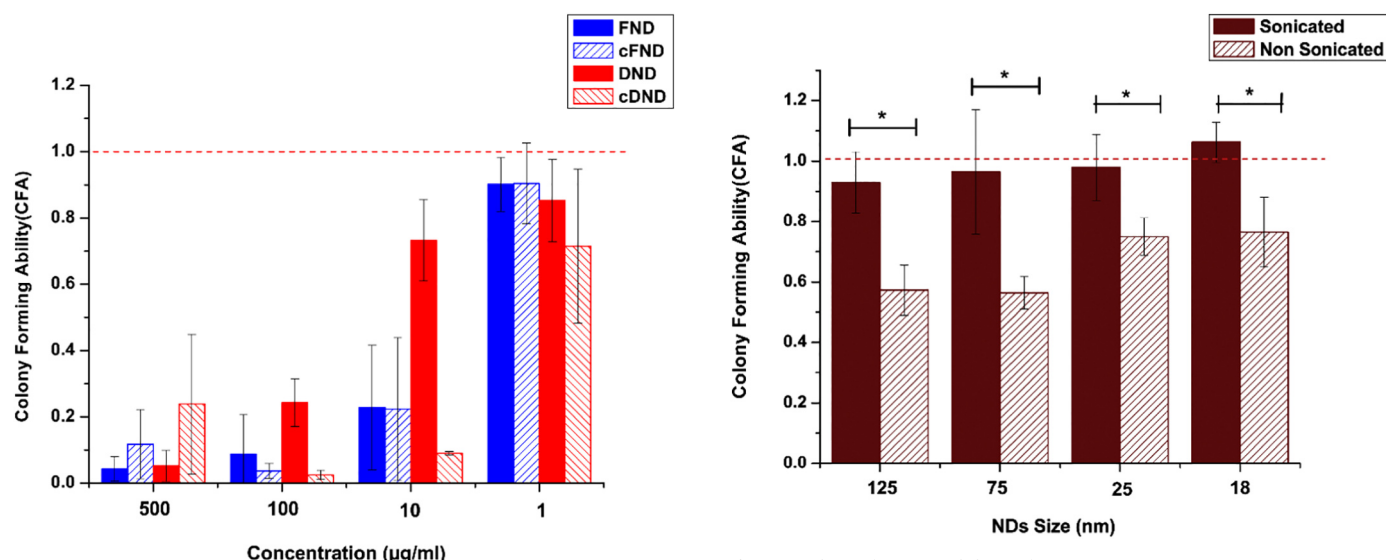 FND
cFND
DND
cDND
1.2
1.0
0.8
0.6
0.4
0.2
0.0
Colony Forming Ability(CFA)
500 100 10 1
Concentration (μg/ml)
Sonicated
Non Sonicated
1.2
1.0
0.8
0.6
0.4
0.2
0.0
Colony Forming Ability(CFA)
* * * *
125 75 25 18
NDs Size (nm)